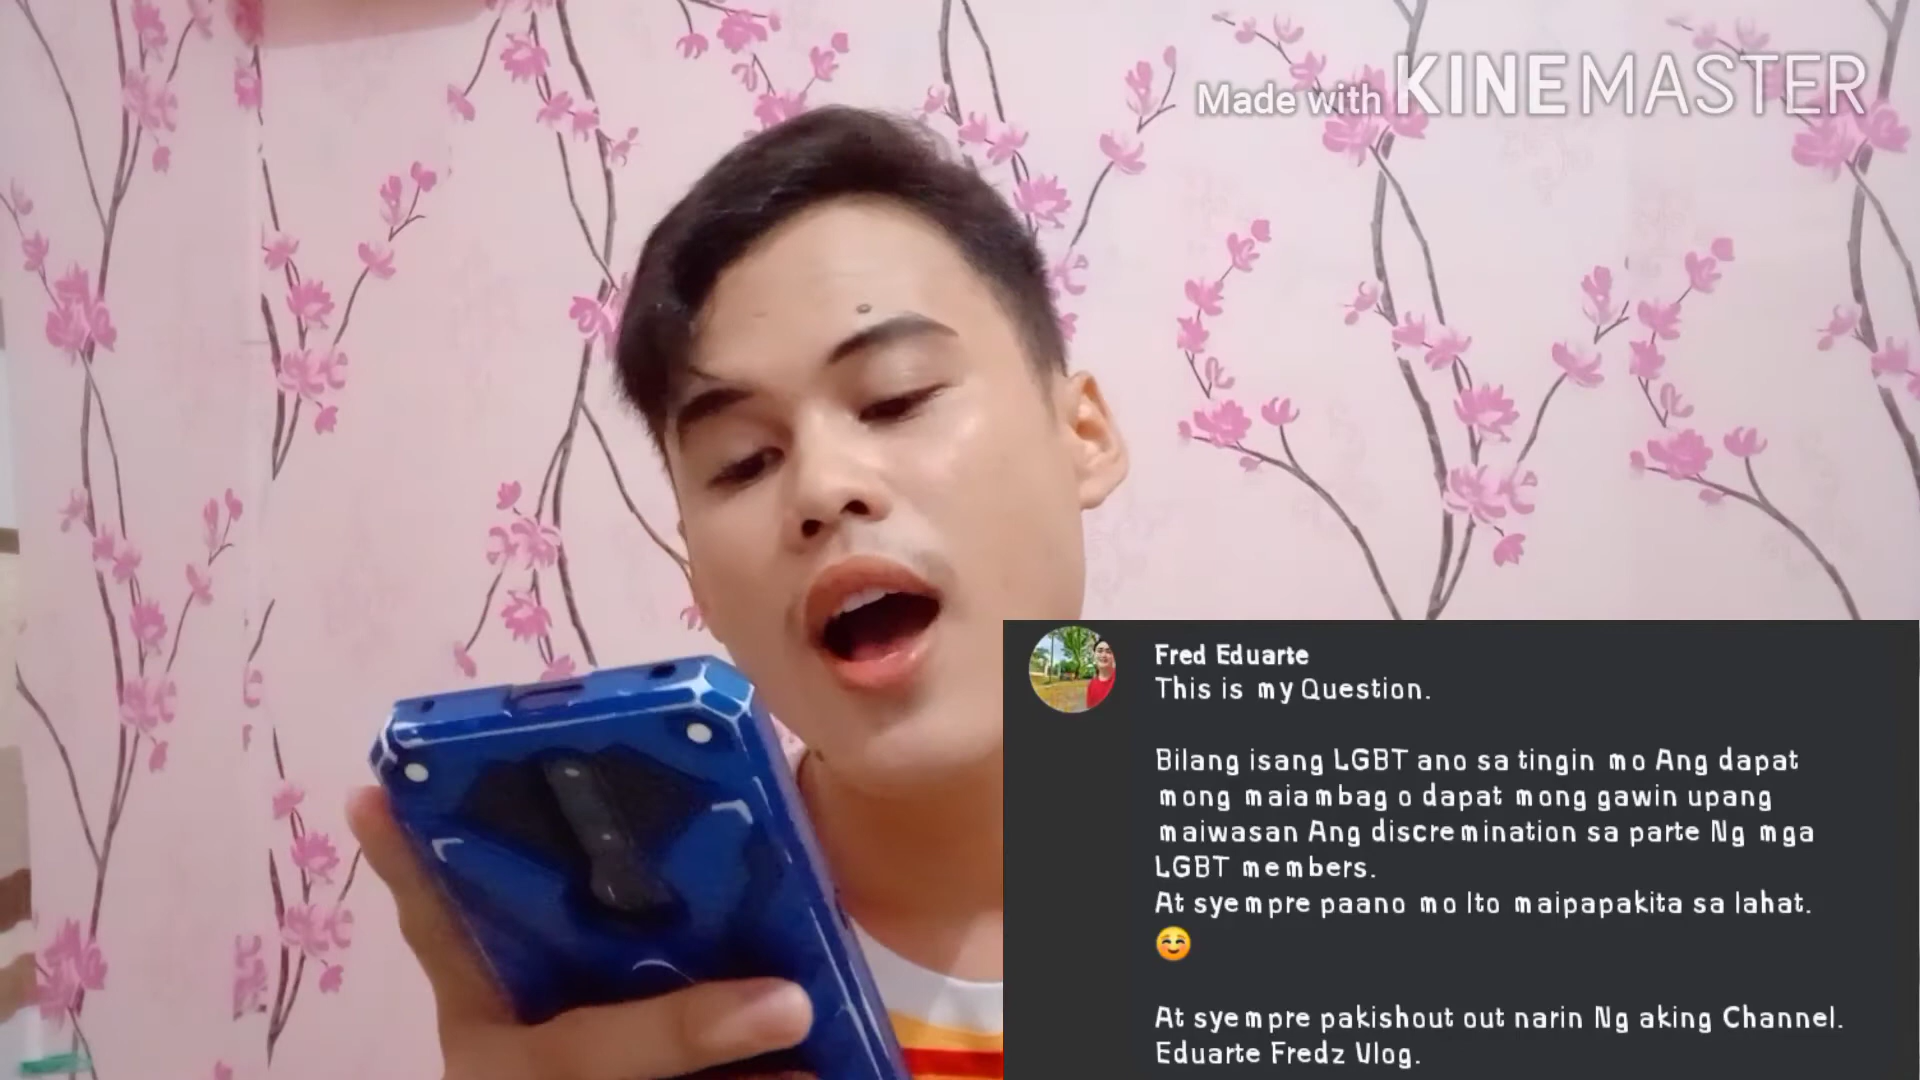 Made with KINEMASTER
Fred Eduarte
This is my Question.
Bilang isang LGBT ano sa tingin mo Ang dapat
mong maiambag o dapat mong gawin upang
maiwasan Ang discremination sa parte Ng mga
LGBT members.
At syempre paano mo Ito maipapakita sa lahat.
☺️
At syempre pakishout out narin Ng aking Channel.
Eduarte Fredz Vlog.